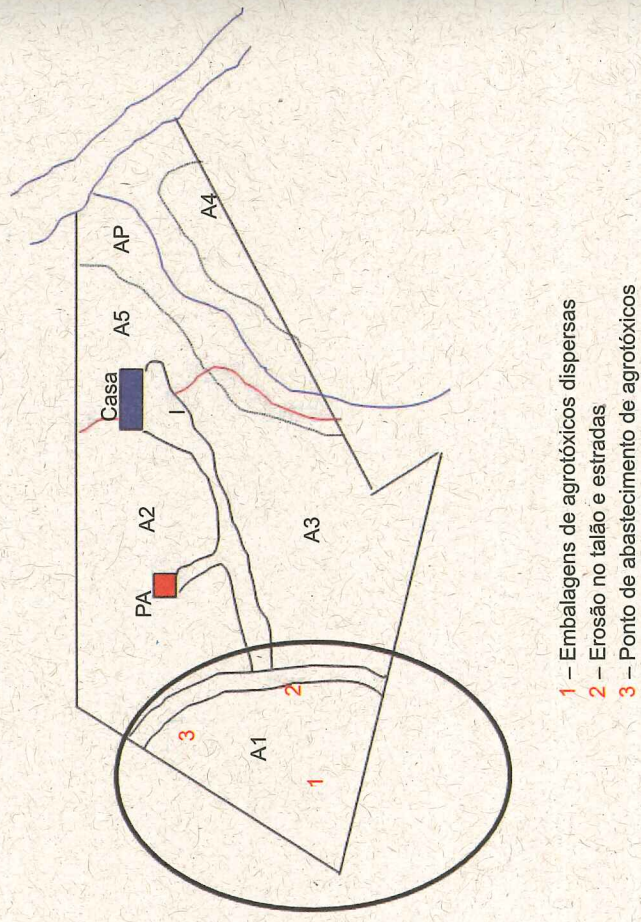 AP
A4
A5
Casa
I
A2
A3
PA
2
3
A1
1
1 – Embalagens de agrotóxicos dispersas
2 – Erosão no talão e estradas
3 – Ponto de abastecimento de agrotóxicos